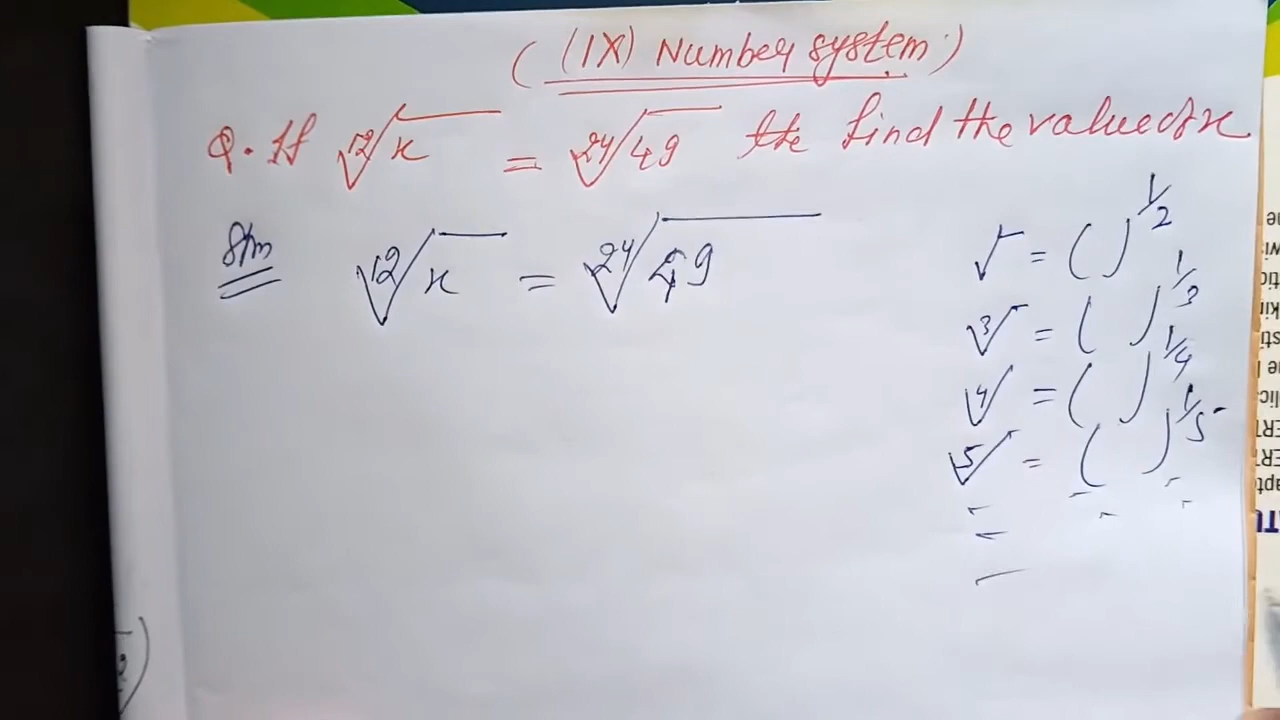 ( (IX) Number system )
Q. If ¹²√x = ²⁴√49 the find the value of x
Soln ¹²√x = ²⁴√49
√ = ( )^1/2
³√ = ( )^1/3
⁴√ = ( )^1/4
⁵√ = ( )^1/5